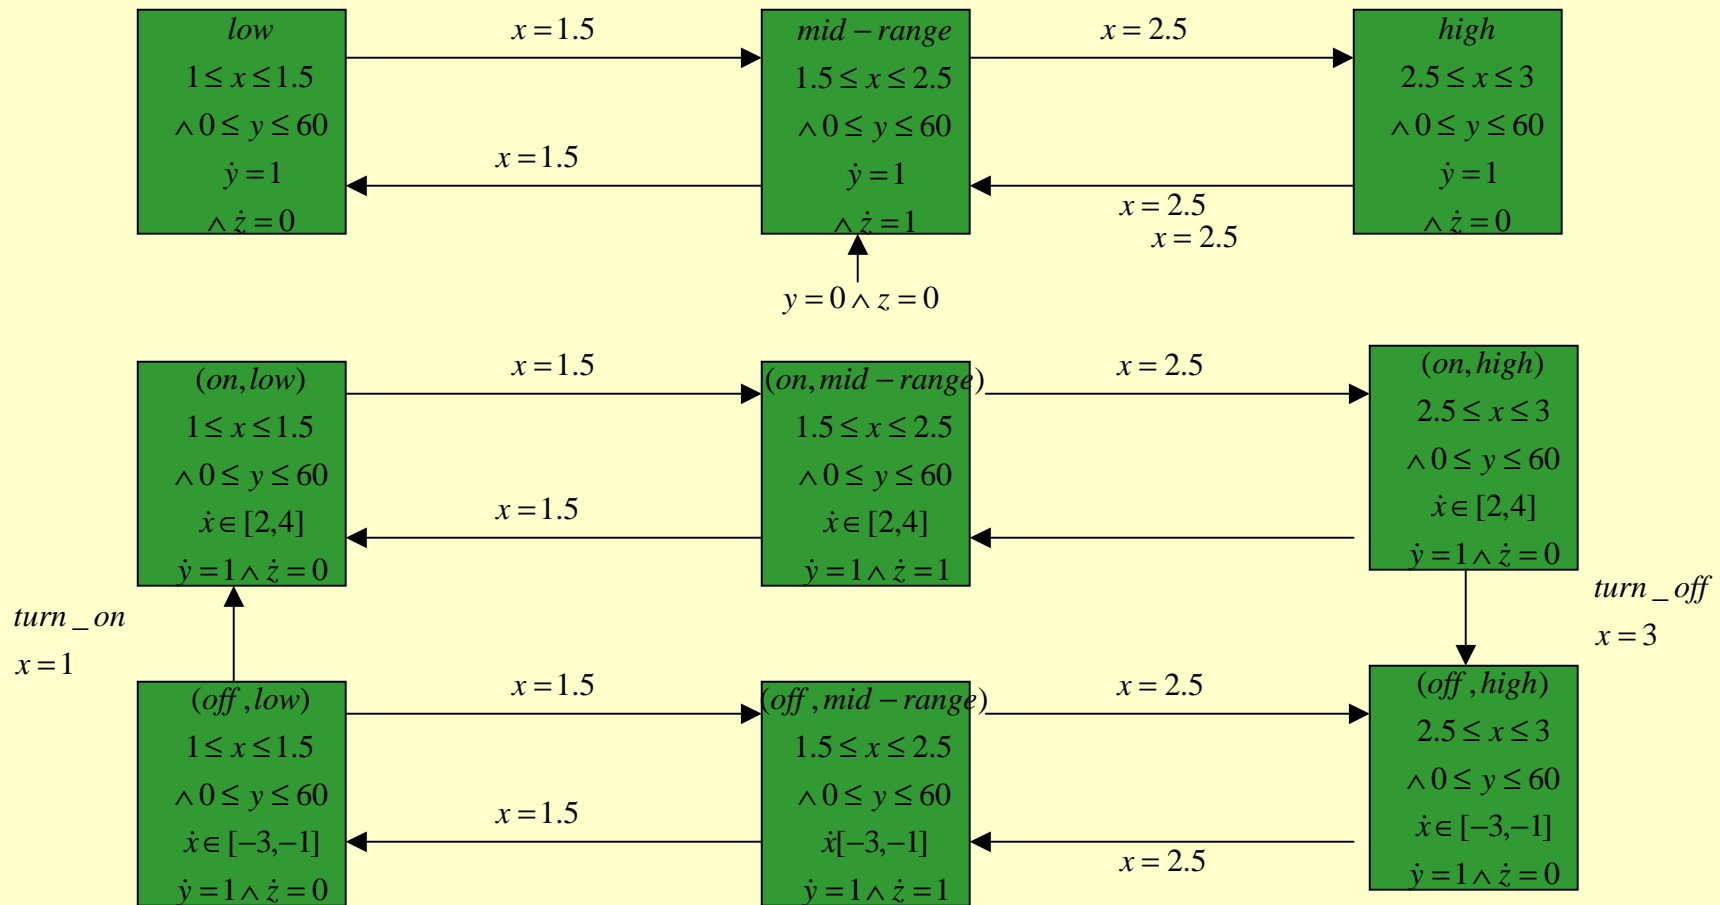 low
1 ≤ x ≤ 1.5
∧ 0 ≤ y ≤ 60
ẏ = 1
∧ ż = 0
x = 1.5
x = 1.5
mid − range
1.5 ≤ x ≤ 2.5
∧ 0 ≤ y ≤ 60
ẏ = 1
∧ ż = 1
x = 2.5
x = 2.5
x = 2.5
high
2.5 ≤ x ≤ 3
∧ 0 ≤ y ≤ 60
ẏ = 1
∧ ż = 0
y = 0 ∧ z = 0
(on, low)
1 ≤ x ≤ 1.5
∧ 0 ≤ y ≤ 60
ẋ ∈ [2,4]
ẏ = 1 ∧ ż = 0
x = 1.5
x = 1.5
(on, mid − range)
1.5 ≤ x ≤ 2.5
∧ 0 ≤ y ≤ 60
ẋ ∈ [2,4]
ẏ = 1 ∧ ż = 1
x = 2.5
(on, high)
2.5 ≤ x ≤ 3
∧ 0 ≤ y ≤ 60
ẋ ∈ [2,4]
ẏ = 1 ∧ ż = 0
turn _ on
x = 1
turn _ off
x = 3
(off , low)
1 ≤ x ≤ 1.5
∧ 0 ≤ y ≤ 60
ẋ ∈ [−3,−1]
ẏ = 1 ∧ ż = 0
x = 1.5
x = 1.5
(off , mid − range)
1.5 ≤ x ≤ 2.5
∧ 0 ≤ y ≤ 60
ẋ[−3,−1]
ẏ = 1 ∧ ż = 1
x = 2.5
x = 2.5
(off , high)
2.5 ≤ x ≤ 3
∧ 0 ≤ y ≤ 60
ẋ ∈ [−3,−1]
ẏ = 1 ∧ ż = 0